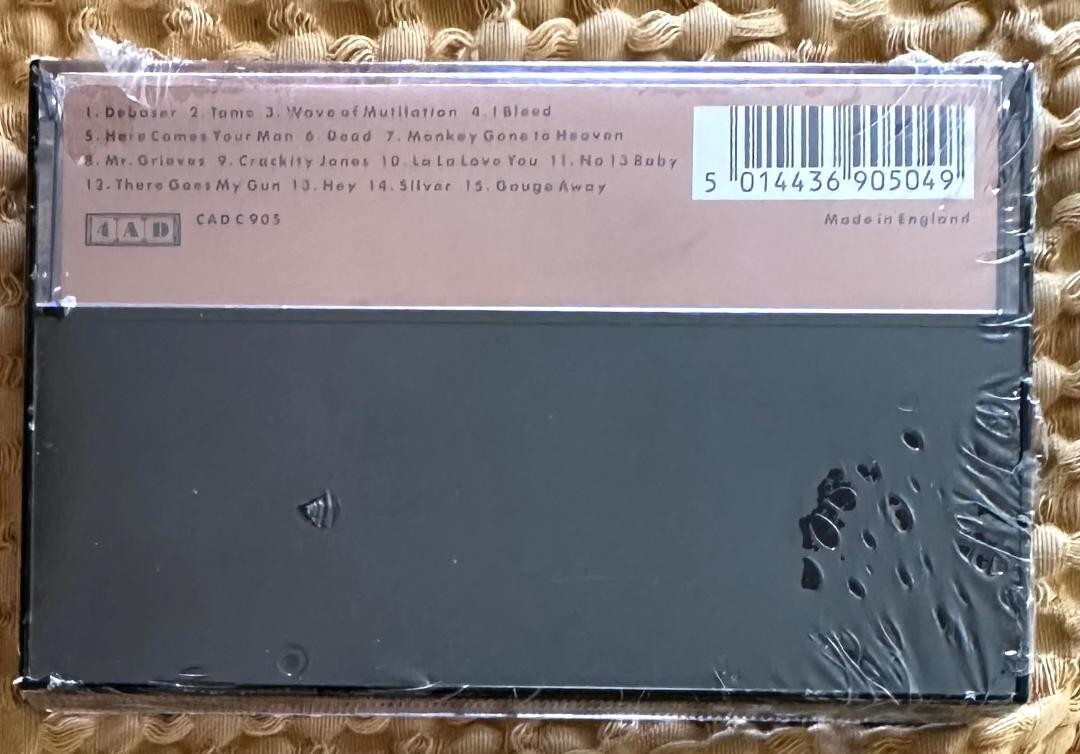 1. Debaser 2. Tame 3. Wave of Mutilation 4. I Bleed
5. Here Comes Your Man 6. Dead 7. Monkey Gone to Heaven
8. Mr. Grieves 9. Crackity Jones 10. La La Love You 11. No 13 Baby
12. There Goes My Gun 13. Hey 14. Silver 15. Gouge Away
5 014436 905049
4AD CAD C 905
Made in England